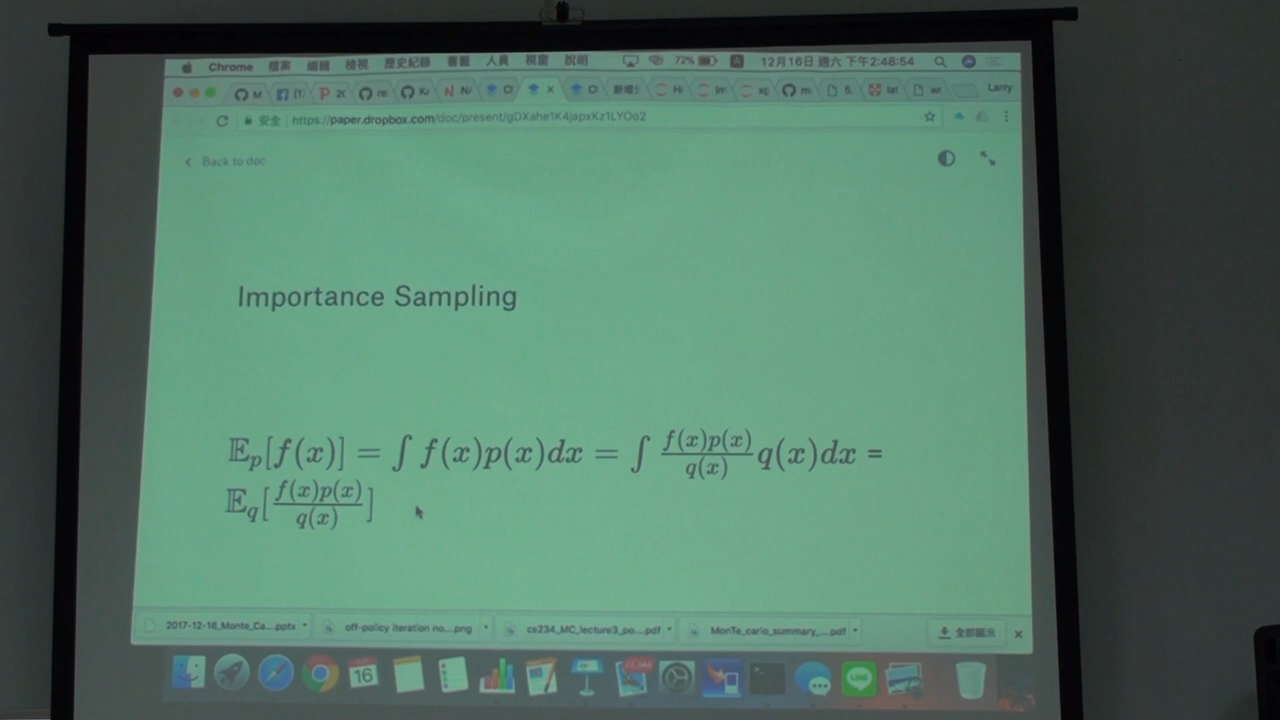 Chrome 檔案 編輯 檢視 歷史紀錄 書籤 人員 視窗 說明 72% A 12月16日 週六 下午2:48:54
Larry
安全 https://paper.dropbox.com/doc/present/gDXahe1K4japxKz1LYOo2
Back to doc
Importance Sampling
𝔼p[f(x)] = ∫ f(x)p(x)dx = ∫ f(x)p(x)/q(x) q(x)dx =
𝔼q[f(x)p(x)/q(x)]
2017-12-16_Monte_Ca....pptx off-policy iteration no....png cs234_MC_lecture3_po....pdf MonTe_carlo_summary_....pdf 全部顯示
16 LINE